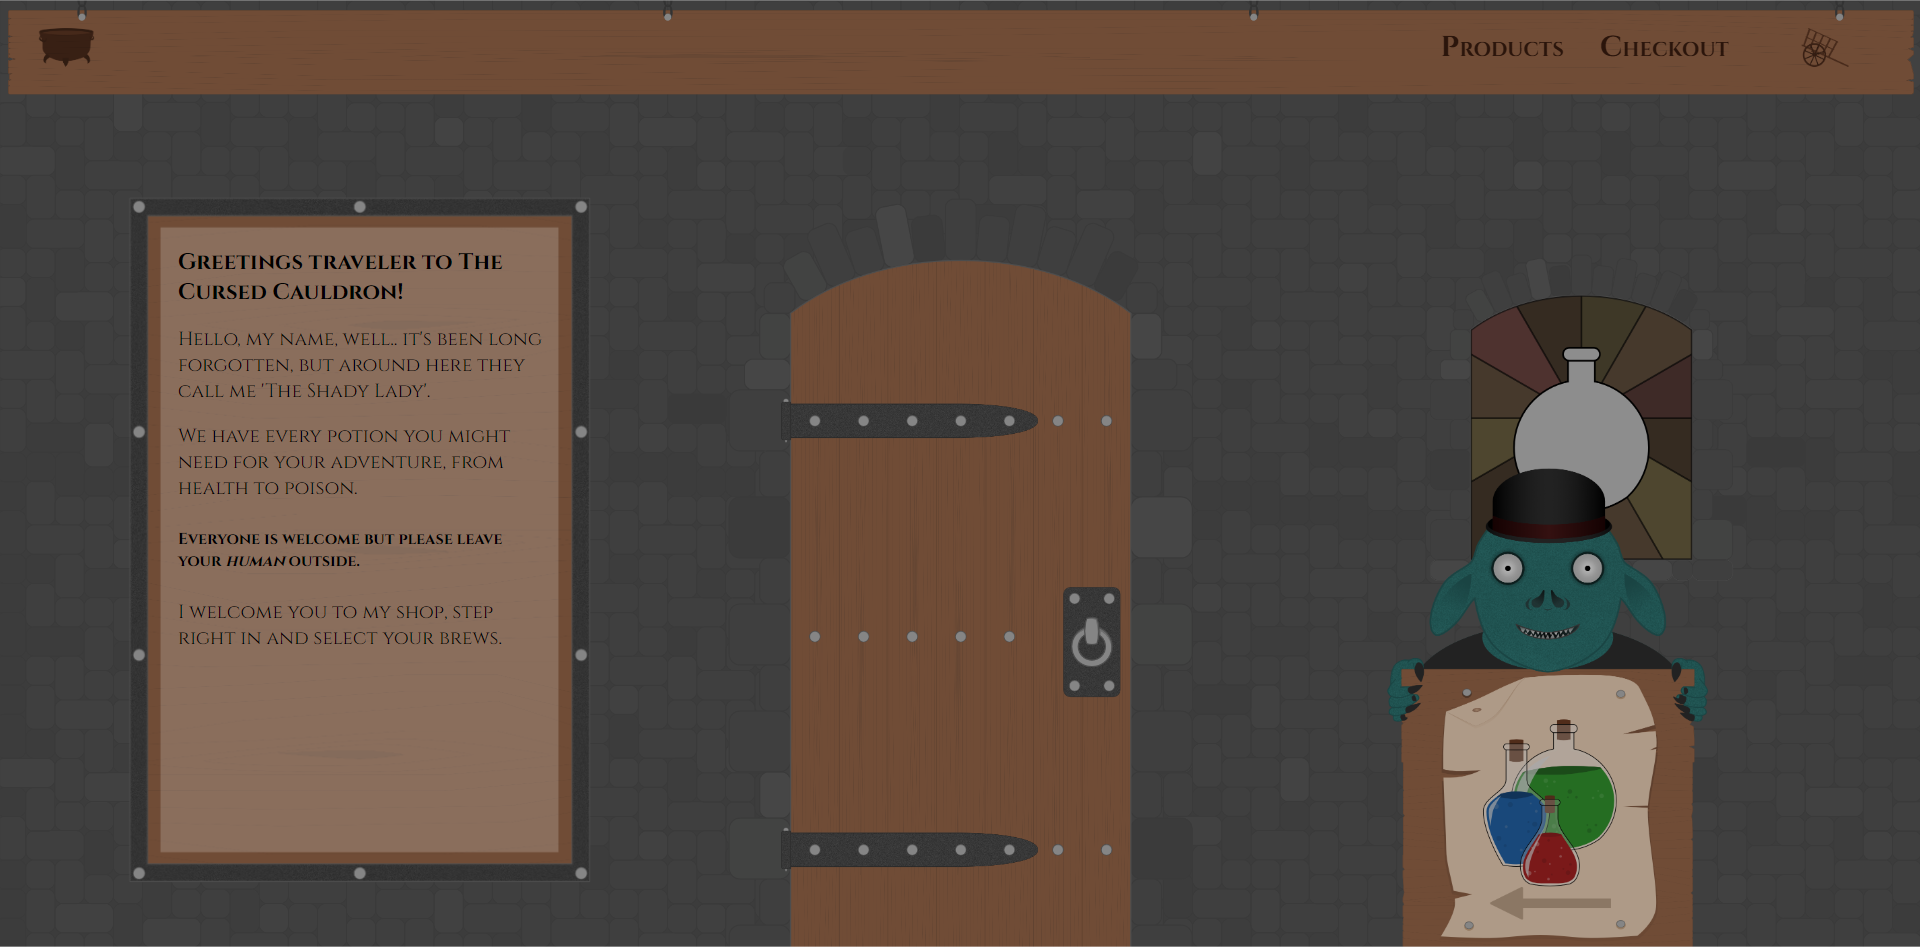 Products Checkout
Greetings traveler to The
Cursed Cauldron!
Hello, my name, well... it's been long
forgotten, but around here they
call me 'The Shady Lady'.
We have every potion you might
need for your adventure, from
health to poison.
Everyone is welcome but please leave
your human outside.
I welcome you to my shop, step
right in and select your brews.